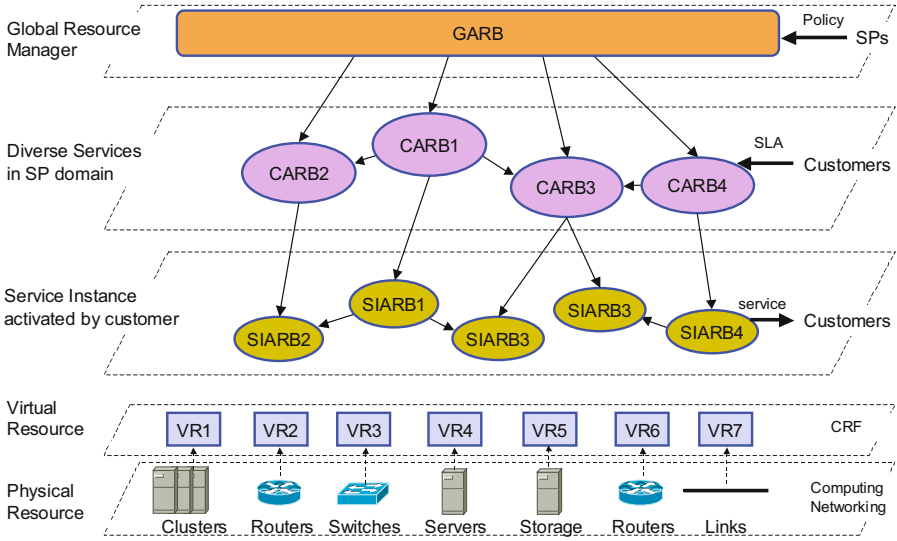 Global Resource
Manager
GARB
Policy
SPs
Diverse Services
in SP domain
CARB1
CARB2
CARB3
CARB4
SLA
Customers
Service Instance
activated by customer
SIARB1
SIARB2
SIARB3
SIARB3
SIARB4
service
Customers
Virtual
Resource
VR1
VR2
VR3
VR4
VR5
VR6
VR7
CRF
Physical
Resource
Clusters
Routers
Switches
Servers
Storage
Routers
Links
Computing
Networking